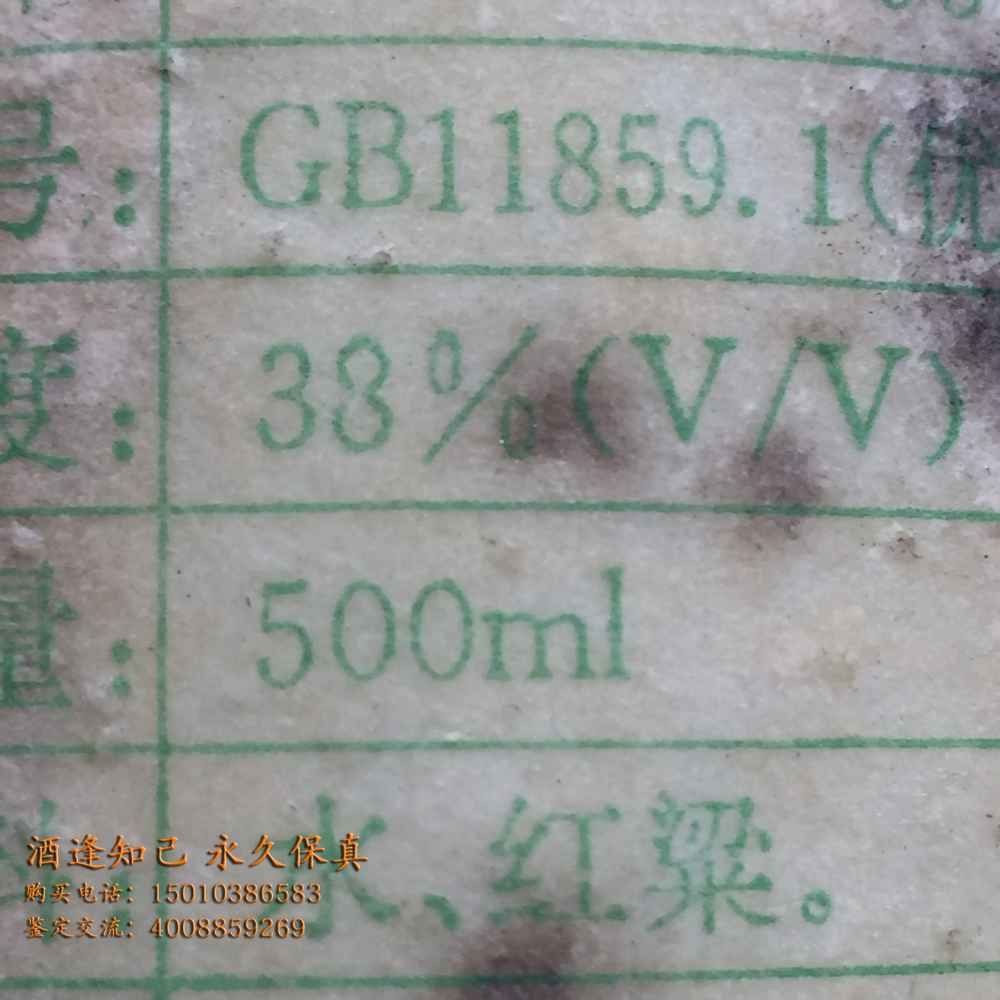 号： GB11859.1(优
度： 38%(V/V)
量： 500ml
水、红粱。
酒逢知己 永久保真
购买电话：15010386583
鉴定交流：4008859269